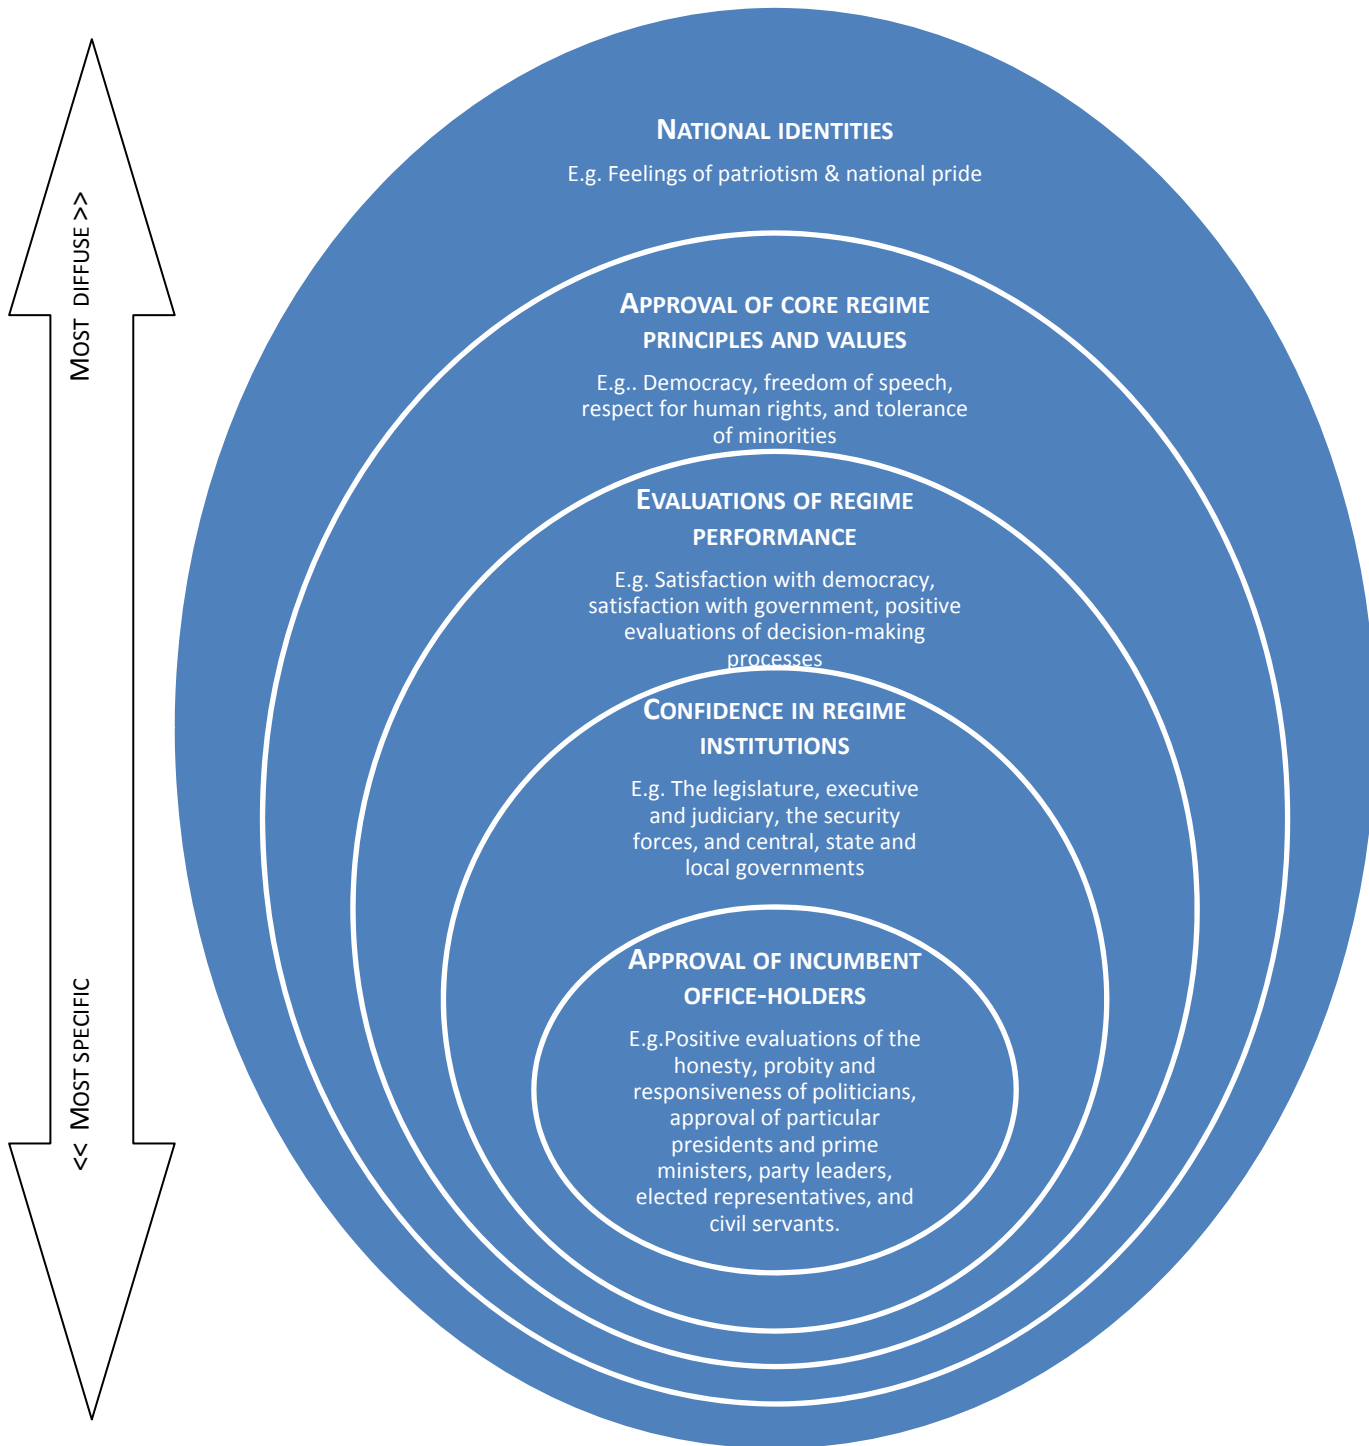 MOST DIFFUSE >>
<< MOST SPECIFIC
NATIONAL IDENTITIES
E.g. Feelings of patriotism & national pride
APPROVAL OF CORE REGIME
PRINCIPLES AND VALUES
E.g.. Democracy, freedom of speech,
respect for human rights, and tolerance
of minorities
EVALUATIONS OF REGIME
PERFORMANCE
E.g. Satisfaction with democracy,
satisfaction with government, positive
evaluations of decision-making
processes
CONFIDENCE IN REGIME
INSTITUTIONS
E.g. The legislature, executive
and judiciary, the security
forces, and central, state and
local governments
APPROVAL OF INCUMBENT
OFFICE-HOLDERS
E.g.Positive evaluations of the
honesty, probity and
responsiveness of politicians,
approval of particular
presidents and prime
ministers, party leaders,
elected representatives, and
civil servants.